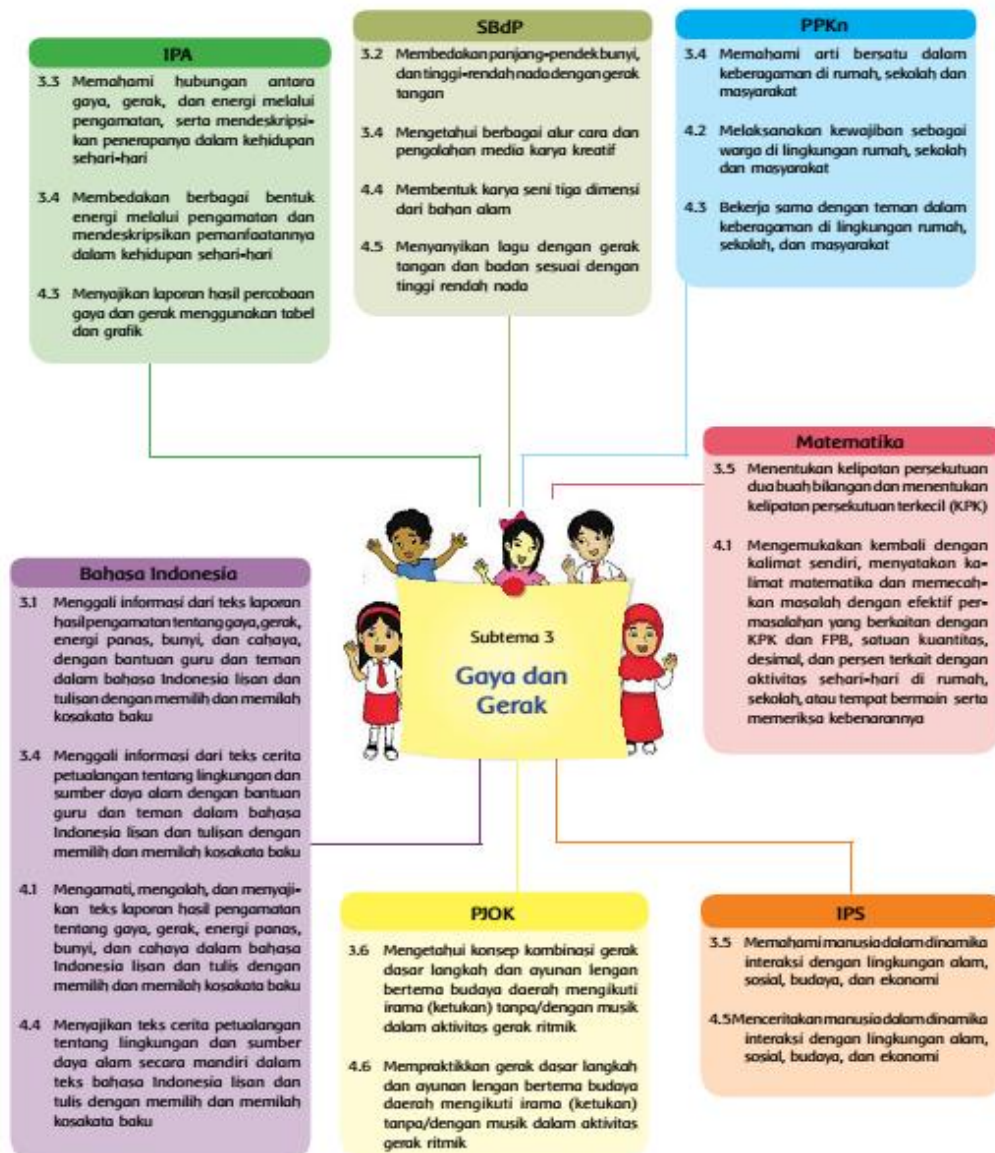 IPA
3.3 Memahami hubungan antara
gaya, gerak, dan energi melalui
pengamatan, serta mendeskripsi-
kan penerapanya dalam kehidupan
sehari-hari
3.4 Membedakan berbagai bentuk
energi melalui pengamatan dan
mendeskripsikan pemanfaatannya
dalam kehidupan sehari-hari
4.3 Menyajikan laporan hasil percobaan
gaya dan gerak menggunakan tabel
dan grafik
SBdP
3.2 Membedakan panjang-pendek bunyi,
dan tinggi-rendah nada dengan gerak
tangan
3.4 Mengetahui berbagai alur cara dan
pengolahan media karya kreatif
4.4 Membentuk karya seni tiga dimensi
dari bahan alam
4.5 Menyanyikan lagu dengan gerak
tangan dan badan sesuai dengan
tinggi rendah nada
PPKn
3.4 Memahami arti bersatu dalam
keberagaman di rumah, sekolah dan
masyarakat
4.2 Melaksanakan kewajiban sebagai
warga di lingkungan rumah, sekolah
dan masyarakat
4.3 Bekerja sama dengan teman dalam
keberagaman di lingkungan rumah,
sekolah, dan masyarakat
Matematika
3.5 Menentukan kelipatan persekutuan
dua buah bilangan dan menentukan
kelipatan persekutuan terkecil (KPK)
4.1 Mengemukakan kembali dengan
kalimat sendiri, menyatakan ka-
limat matematika dan memecah-
kan masalah dengan efektif per-
masalahan yang berkaitan dengan
KPK dan FPB, satuan kuantitas,
desimal, dan persen terkait dengan
aktivitas sehari-hari di rumah,
sekolah, atau tempat bermain serta
memeriksa kebenarannya
Subtema 3
Gaya dan
Gerak
Bahasa Indonesia
3.1 Menggali informasi dari teks laporan
hasil pengamatan tentang gaya, gerak,
energi panas, bunyi, dan cahaya,
dengan bantuan guru dan teman
dalam bahasa Indonesia lisan dan
tulisan dengan memilih dan memilah
kosakata baku
3.4 Menggali informasi dari teks cerita
petualangan tentang lingkungan dan
sumber daya alam dengan bantuan
guru dan teman dalam bahasa
Indonesia lisan dan tulisan dengan
memilih dan memilah kosakata baku
4.1 Mengamati, mengolah, dan menyaji-
kan teks laporan hasil pengamatan
tentang gaya, gerak, energi panas,
bunyi, dan cahaya dalam bahasa
Indonesia lisan dan tulis dengan
memilih dan memilah kosakata baku
4.4 Menyajikan teks cerita petualangan
tentang lingkungan dan sumber
daya alam secara mandiri dalam
teks bahasa Indonesia lisan dan
tulis dengan memilih dan memilah
kosakata baku
PJOK
3.6 Mengetahui konsep kombinasi gerak
dasar langkah dan ayunan lengan
bertema budaya daerah mengikuti
irama (ketukan) tanpa/dengan musik
dalam aktivitas gerak ritmik
4.6 Mempraktikkan gerak dasar langkah
dan ayunan lengan bertema budaya
daerah mengikuti irama (ketukan)
tanpa/dengan musik dalam aktivitas
gerak ritmik
IPS
3.5 Memahami manusia dalam dinamika
interaksi dengan lingkungan alam,
sosial, budaya, dan ekonomi
4.5 Menceritakan manusia dalam dinamika
interaksi dengan lingkungan alam,
sosial, budaya, dan ekonomi